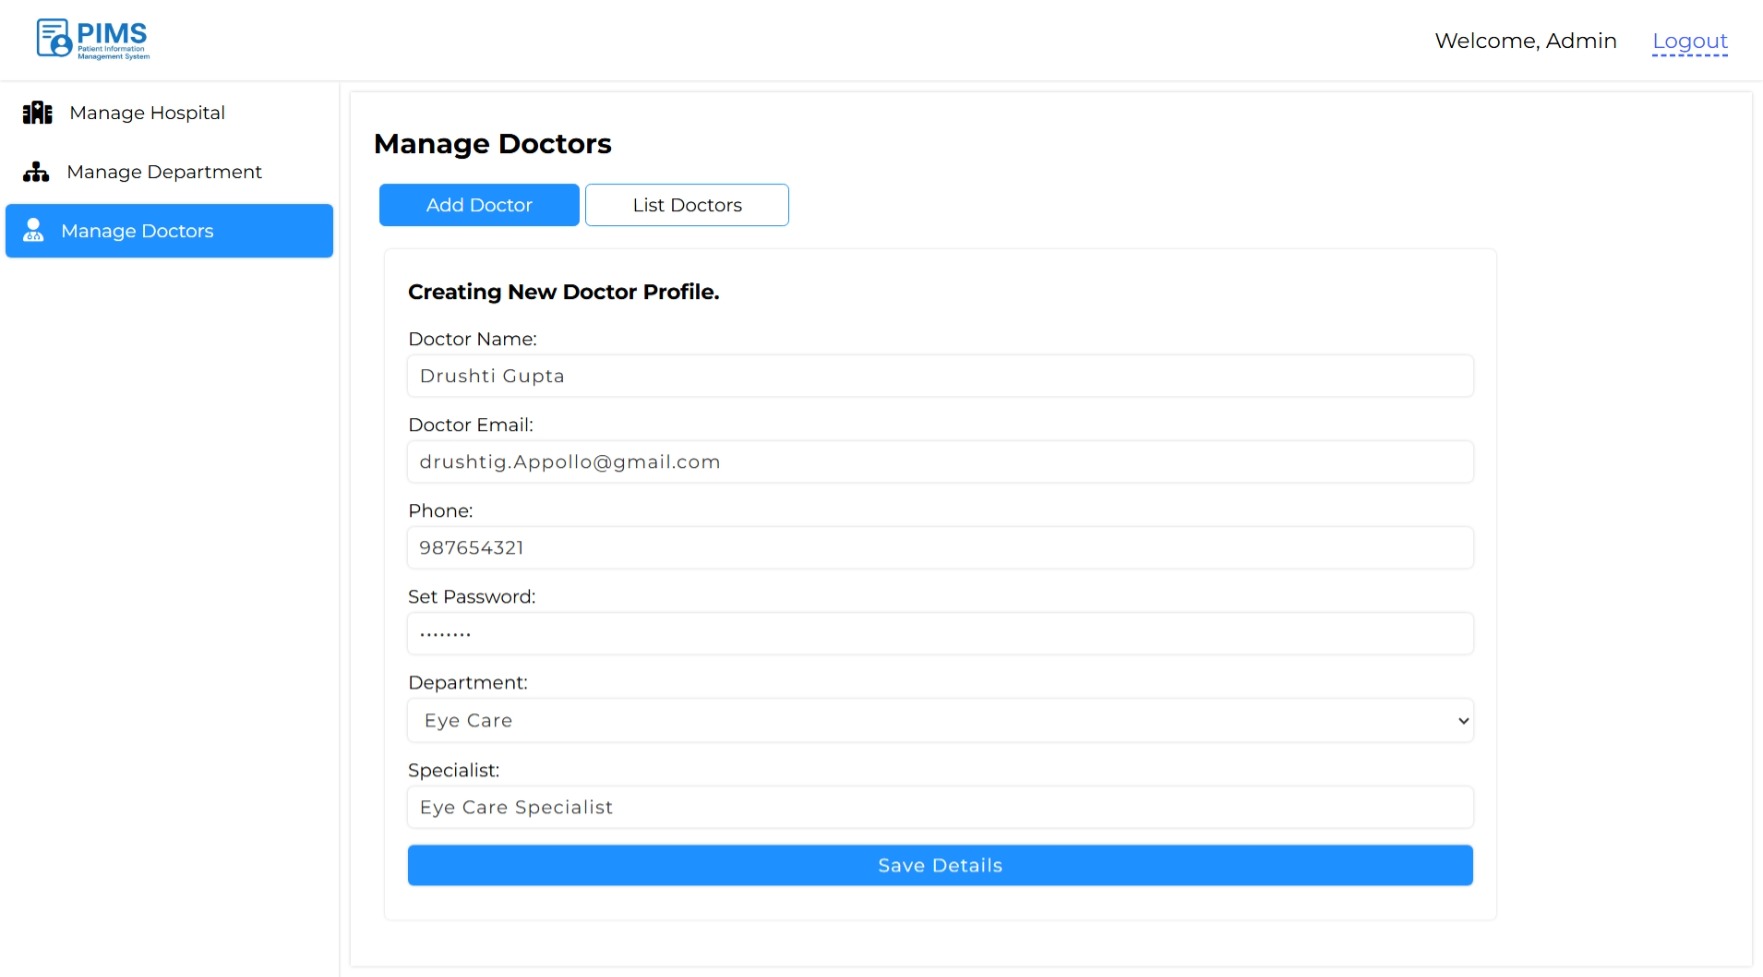 PIMS
Patient Information
Management System
Welcome, Admin
Logout
Manage Hospital
Manage Department
Manage Doctors
Manage Doctors
Add Doctor
List Doctors
Creating New Doctor Profile.
Doctor Name:
Drushti Gupta
Doctor Email:
drushtig.Appollo@gmail.com
Phone:
987654321
Set Password:
········
Department:
Eye Care
Specialist:
Eye Care Specialist
Save Details